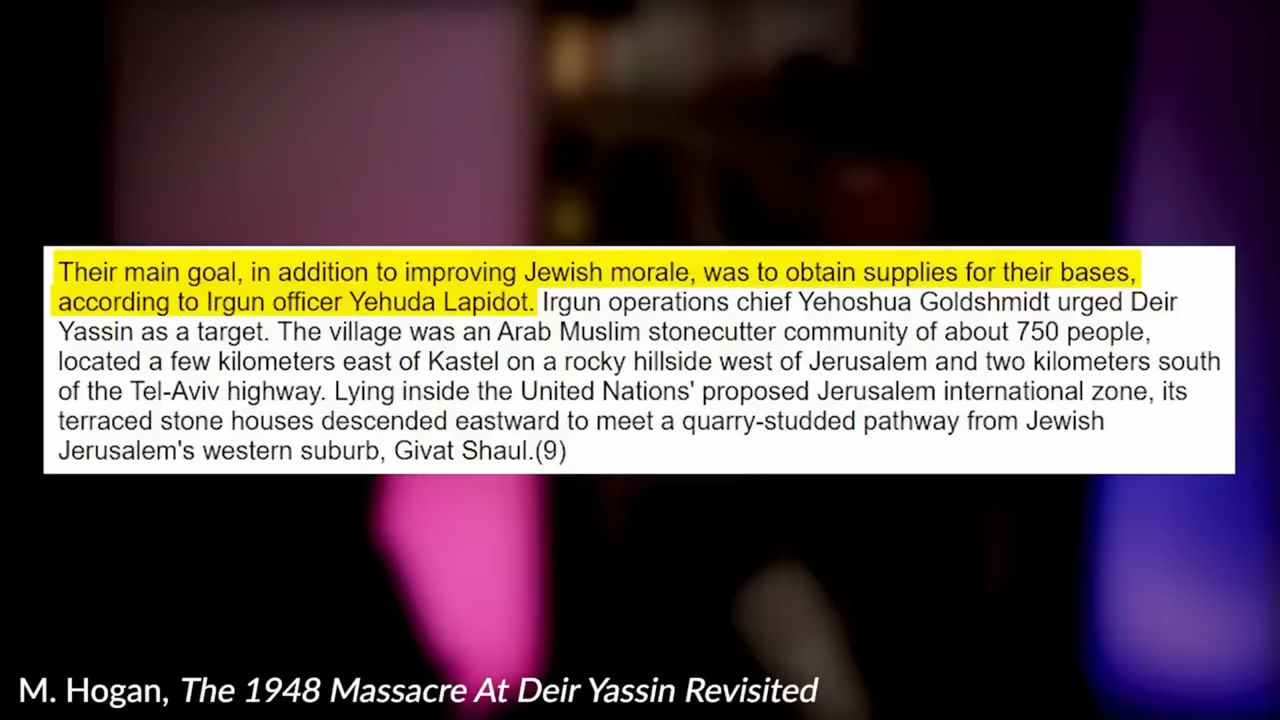 Their main goal, in addition to improving Jewish morale, was to obtain supplies for their bases,
according to Irgun officer Yehuda Lapidot. Irgun operations chief Yehoshua Goldshmidt urged Deir
Yassin as a target. The village was an Arab Muslim stonecutter community of about 750 people,
located a few kilometers east of Kastel on a rocky hillside west of Jerusalem and two kilometers south
of the Tel-Aviv highway. Lying inside the United Nations' proposed Jerusalem international zone, its
terraced stone houses descended eastward to meet a quarry-studded pathway from Jewish
Jerusalem's western suburb, Givat Shaul.(9)
M. Hogan, The 1948 Massacre At Deir Yassin Revisited